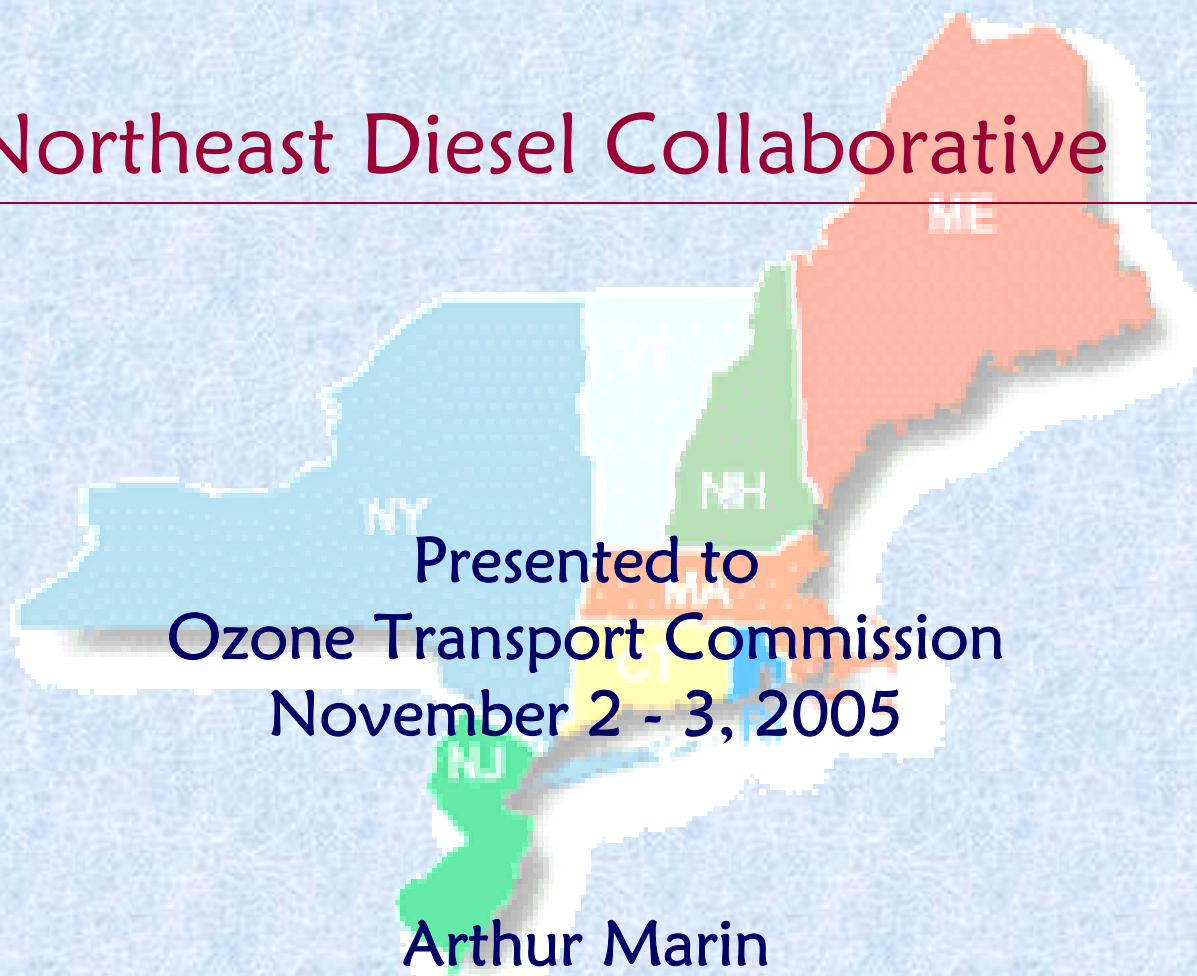 Northeast Diesel Collaborative
ME
VT
NH
NY
Presented to
MA
Ozone Transport Commission
CT
RI
November 2 - 3, 2005
NJ
Arthur Marin